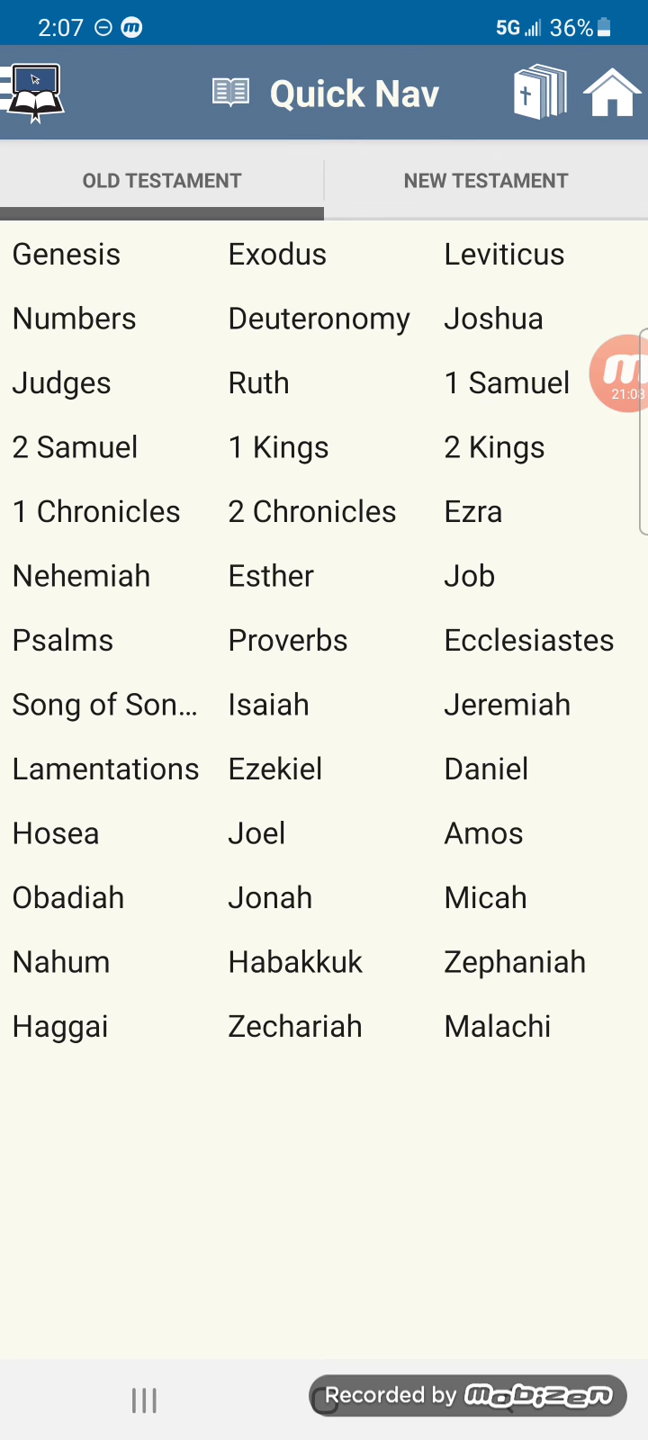 2:07 m 5G 36%
Quick Nav
OLD TESTAMENT NEW TESTAMENT
Genesis Exodus Leviticus
Numbers Deuteronomy Joshua
Judges Ruth 1 Samuel
m
21:03
2 Samuel 1 Kings 2 Kings
1 Chronicles 2 Chronicles Ezra
Nehemiah Esther Job
Psalms Proverbs Ecclesiastes
Song of Son... Isaiah Jeremiah
Lamentations Ezekiel Daniel
Hosea Joel Amos
Obadiah Jonah Micah
Nahum Habakkuk Zephaniah
Haggai Zechariah Malachi
Recorded by mobizen